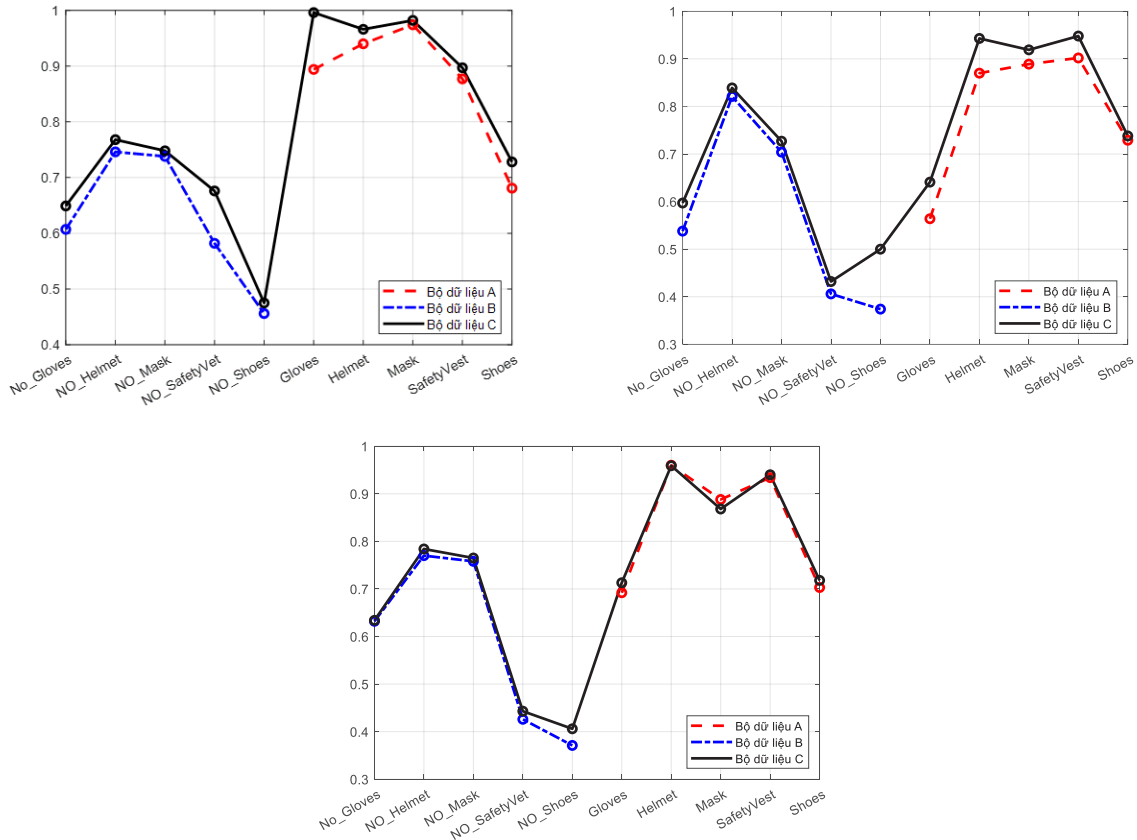 1
0.9
0.8
0.7
0.6
0.5
0.4
Bộ dữ liệu A
Bộ dữ liệu B
Bộ dữ liệu C
No_Gloves
NO_Helmet
NO_Mask
NO_SafetyVet
NO_Shoes
Gloves
Helmet
Mask
SafetyVest
Shoes
1
0.9
0.8
0.7
0.6
0.5
0.4
0.3
Bộ dữ liệu A
Bộ dữ liệu B
Bộ dữ liệu C
No_Gloves
NO_Helmet
NO_Mask
NO_SafetyVet
NO_Shoes
Gloves
Helmet
Mask
SafetyVest
Shoes
1
0.9
0.8
0.7
0.6
0.5
0.4
0.3
Bộ dữ liệu A
Bộ dữ liệu B
Bộ dữ liệu C
No_Gloves
NO_Helmet
NO_Mask
NO_SafetyVet
NO_Shoes
Gloves
Helmet
Mask
SafetyVest
Shoes